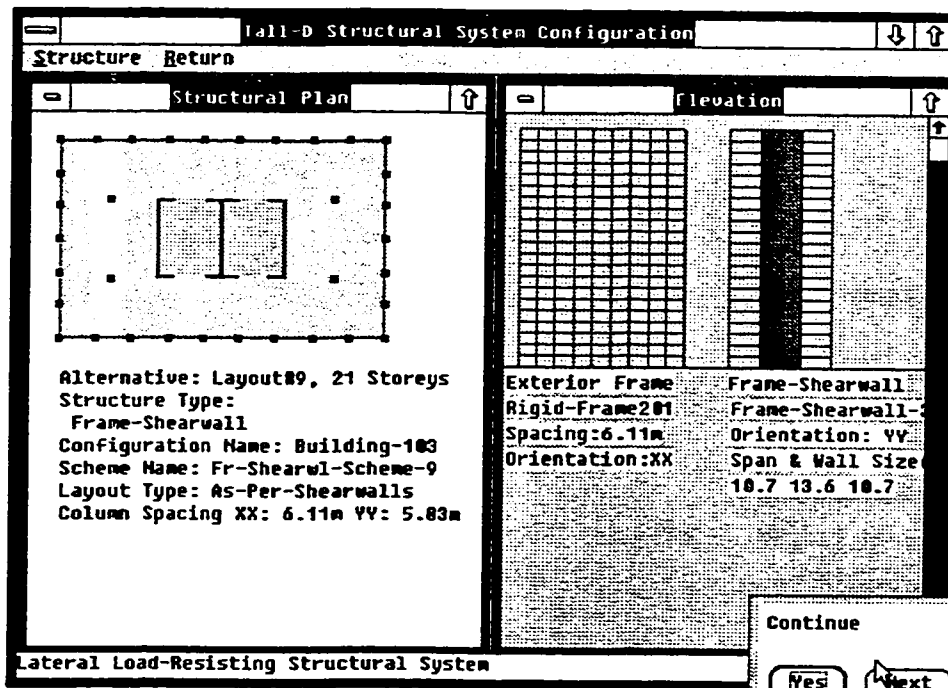 Tall-D Structural System Configuration
Structure Return
Structural Plan
Alternative: Layout#9, 21 Storeys
Structure Type:
Frame-Shearwall
Configuration Name: Building-103
Scheme Name: Fr-Shearwl-Scheme-9
Layout Type: As-Per-Shearwalls
Column Spacing XX: 6.11m YY: 5.83m
Elevation
Exterior Frame
Rigid-Frame201
Spacing:6.11m
Orientation:XX
Frame-Shearwall
Frame-Shearwall-
Orientation: YY
Span & Wall Size
10.7 13.6 10.7
Continue
Yes
Next
Lateral Load-Resisting Structural System